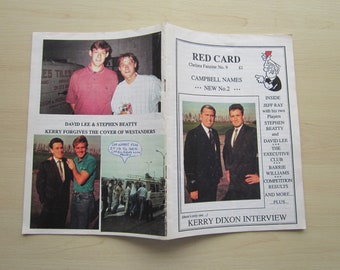 DAVID LEE & STEPHEN BEATTY
KERRY FORGIVES THE COVER OF WESTANDERS
RED CARD
Chelsea Fanzine No. 9 £1
CAMPBELL NAMES
--- NEW No.2 ---
INSIDE
JEFF RAY
with his two
Players
STEPHEN
BEATTY
and DAVID
LEE
THE
EXECUTIVE
CLUB
BARRIE
WILLIAMS
COMPETITION
RESULTS
AND MORE...
..PLUS...
KERRY DIXON INTERVIEW